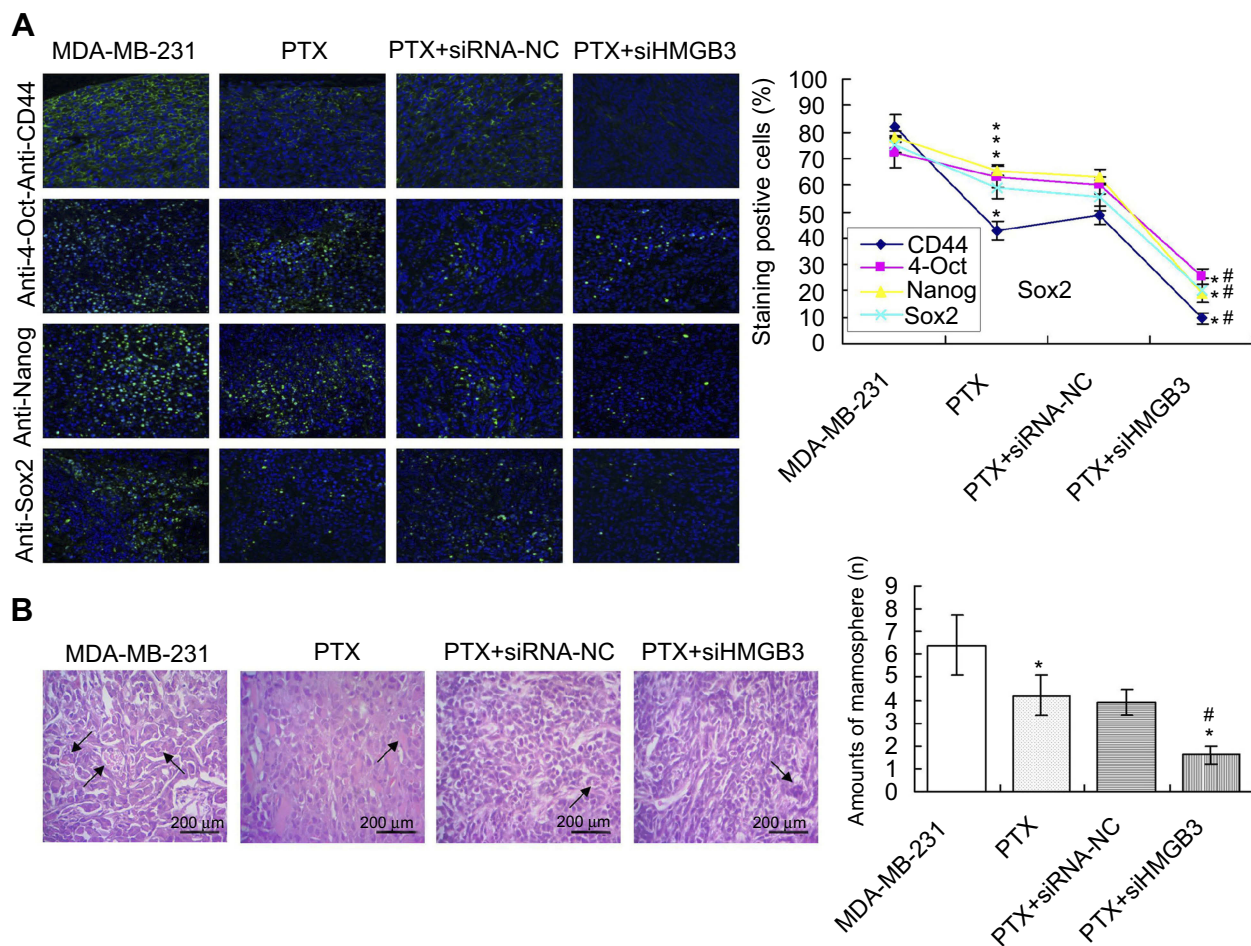 A
MDA-MB-231 PTX PTX+siRNA-NC PTX+siHMGB3
Anti-4-Oct-Anti-CD44
Anti-Nanog
Anti-Sox2
Staining postive cells (%)
100
90
80
70
60
50
40
30
20
10
0
*
*
*
*
* #
* #
* #
CD44
4-Oct
Nanog
Sox2
Sox2
MDA-MB-231
PTX
PTX+siRNA-NC
PTX+siHMGB3
B
MDA-MB-231 PTX PTX+siRNA-NC PTX+siHMGB3
200 µm 200 µm 200 µm 200 µm
Amounts of mamosphere (n)
9
8
7
6
5
4
3
2
1
0
*
#
*
MDA-MB-231
PTX
PTX+siRNA-NC
PTX+siHMGB3